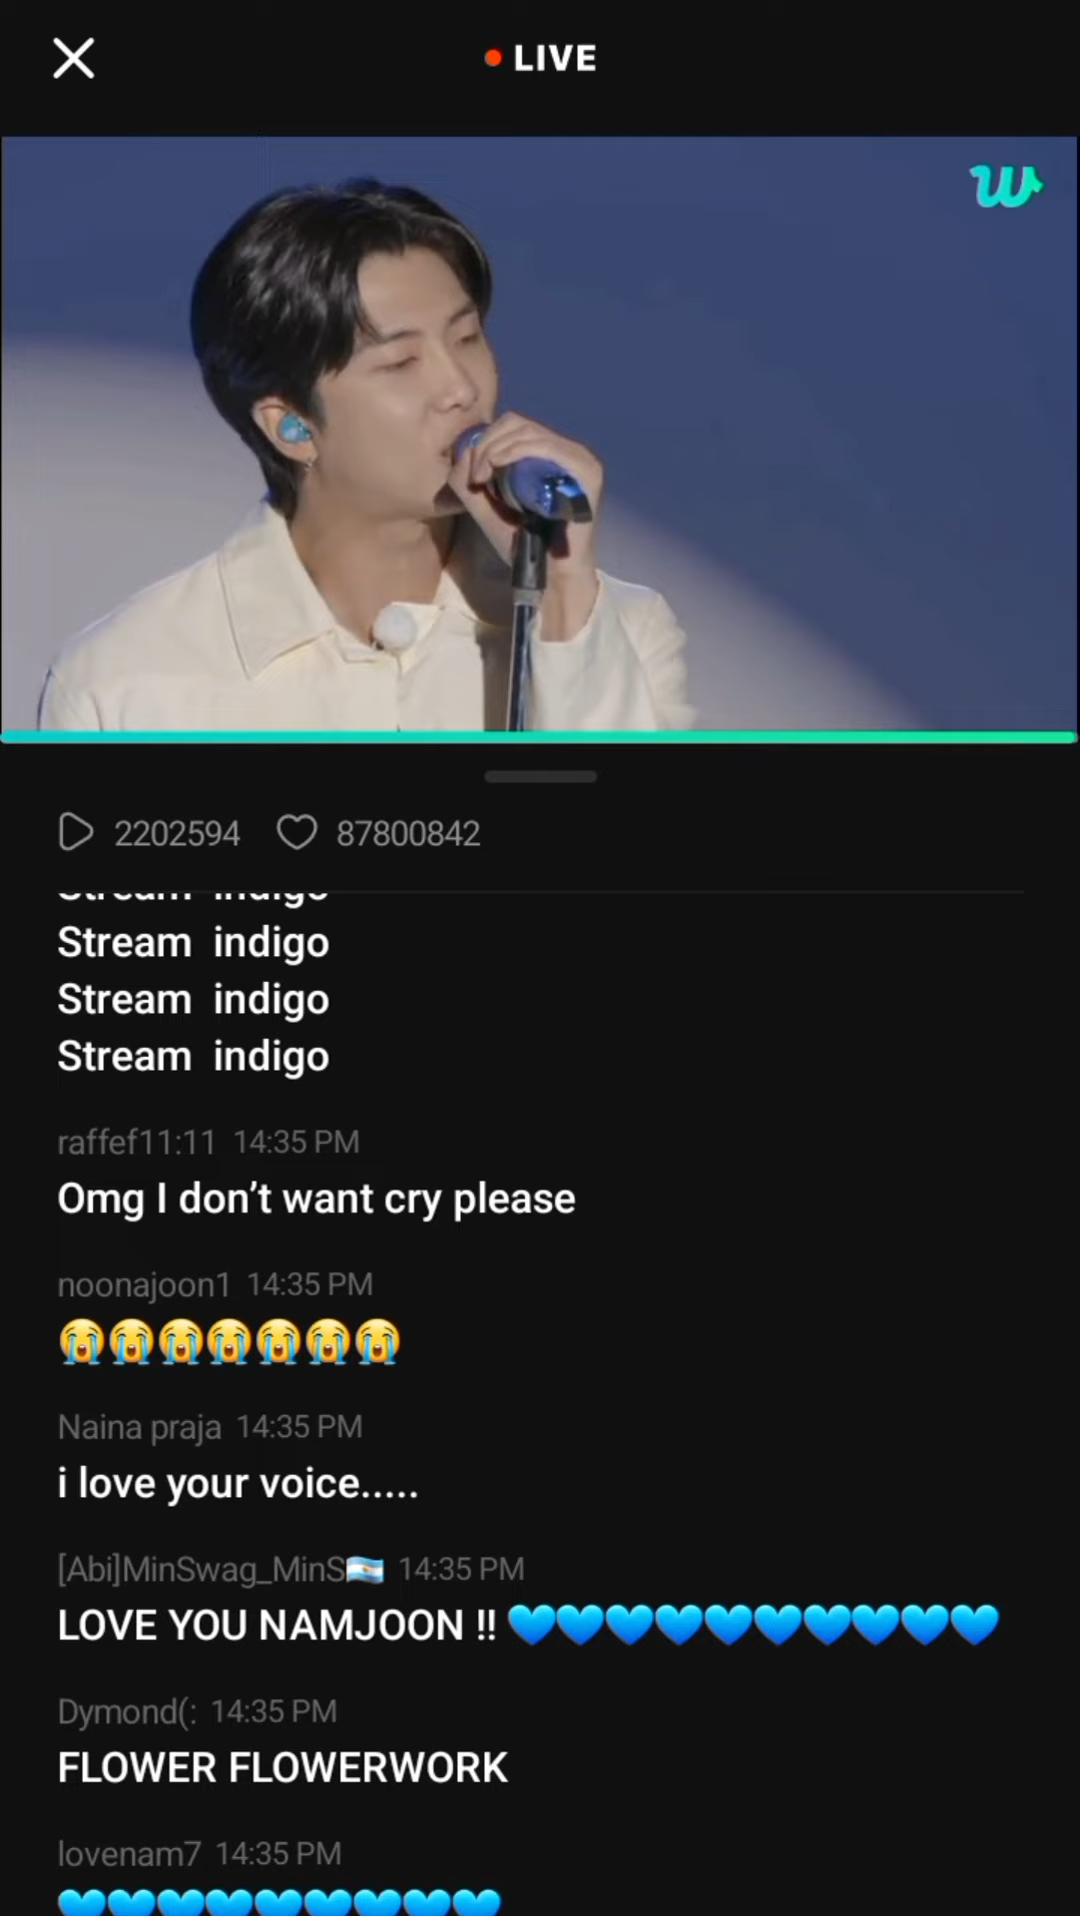 LIVE
w
2202594 87800842
Stream indigo
Stream indigo
Stream indigo
Stream indigo
raffef11:11 14:35 PM
Omg I don’t want cry please
noonajoon1 14:35 PM
😭😭😭😭😭😭😭
Naina praja 14:35 PM
i love your voice.....
[Abi]MinSwag_MinS🇦🇷 14:35 PM
LOVE YOU NAMJOON !! 💙💙💙💙💙💙💙💙💙💙
Dymond(: 14:35 PM
FLOWER FLOWERWORK
lovenam7 14:35 PM
💙💙💙💙💙💙💙💙💙